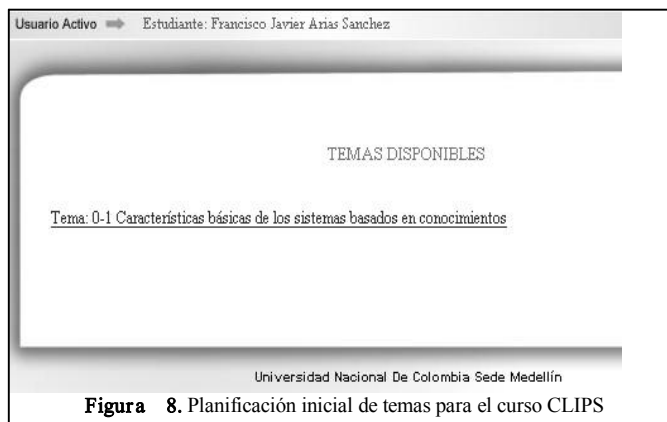 Usuario Activo Estudiante: Francisco Javier Arias Sanchez
TEMAS DISPONIBLES
Tema: 0-1 Características básicas de los sistemas basados en conocimientos
Universidad Nacional De Colombia Sede Medellín
Figura 8. Planificación inicial de temas para el curso CLIPS